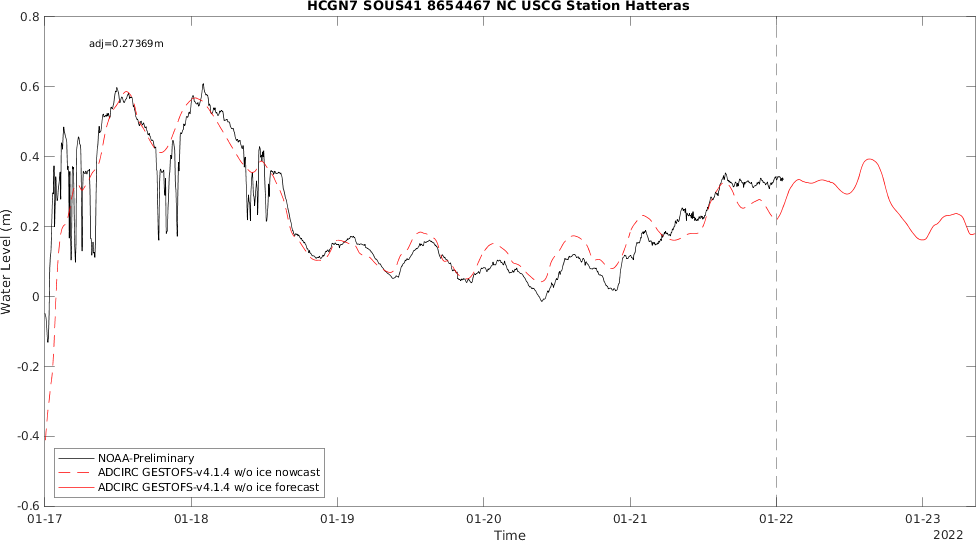 HCGN7 SOUS41 8654467 NC USCG Station Hatteras
adj=0.27369m
0.8
0.6
0.4
0.2
0
-0.2
-0.4
-0.6
Water Level (m)
NOAA-Preliminary
ADCIRC GESTOFS-v4.1.4 w/o ice nowcast
ADCIRC GESTOFS-v4.1.4 w/o ice forecast
01-17 01-18 01-19 01-20 01-21 01-22 01-23
Time
2022